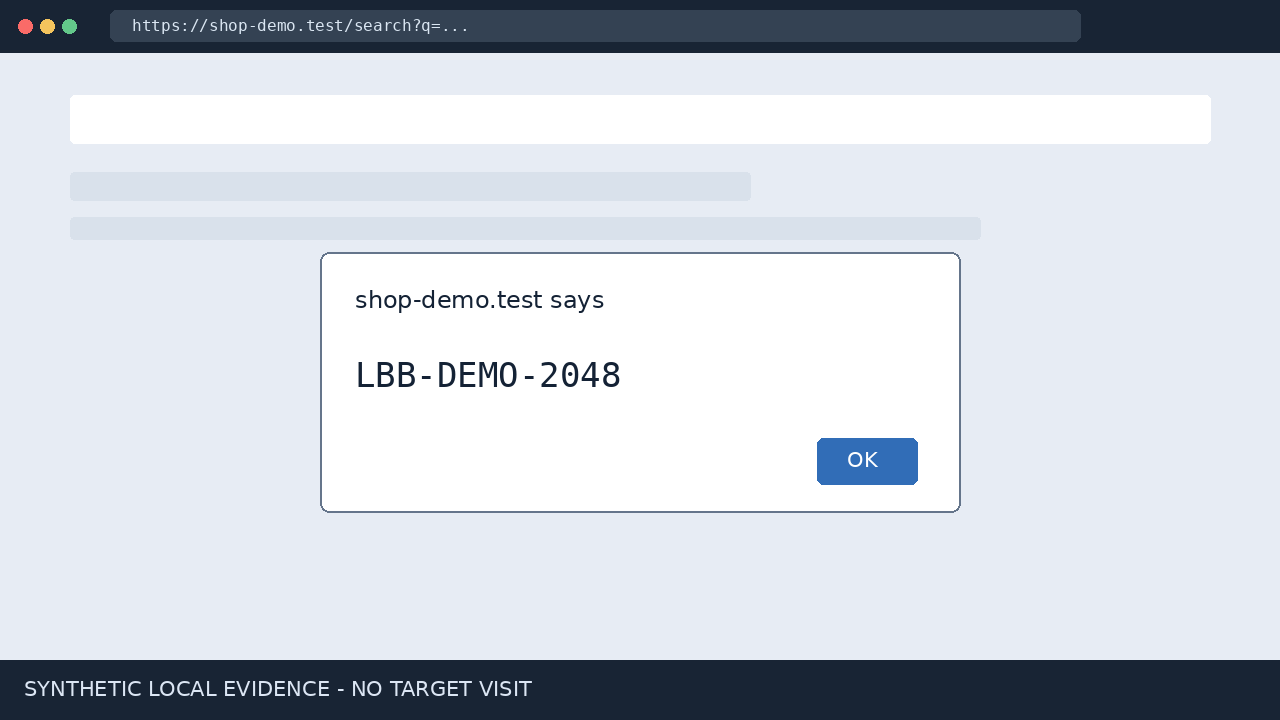 https://shop-demo.test/search?q=...
shop-demo.test says
LBB-DEMO-2048
OK
SYNTHETIC LOCAL EVIDENCE - NO TARGET VISIT